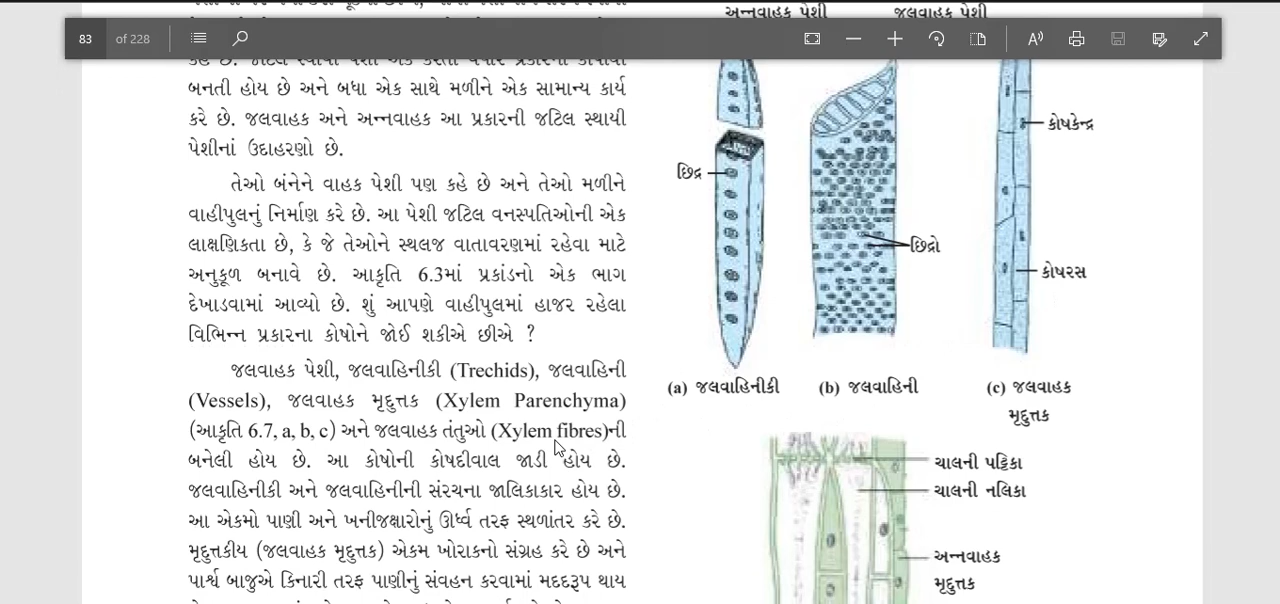 અન્નવાહક પેશી જલવાહક પેશી
83 of 228
બનતી હોય છે અને બધા એક સાથે મળીને એક સામાન્ય કાર્ય
કરે છે. જલવાહક અને અન્નવાહક આ પ્રકારની જટિલ સ્થાયી
પેશીનાં ઉદાહરણો છે.
તેઓ બંનેને વાહક પેશી પણ કહે છે અને તેઓ મળીને
વાહીપુલનું નિર્માણ કરે છે. આ પેશી જટિલ વનસ્પતિઓની એક
લાક્ષણિકતા છે, કે જે તેઓને સ્થલજ વાતાવરણમાં રહેવા માટે
અનુકૂળ બનાવે છે. આકૃતિ 6.3માં પ્રકાંડનો એક ભાગ
દેખાડવામાં આવ્યો છે. શું આપણે વાહીપુલમાં હાજર રહેલા
વિભિન્ન પ્રકારના કોષોને જોઈ શકીએ છીએ ?
જલવાહક પેશી, જલવાહિનીકી (Trechids), જલવાહિની
(Vessels), જલવાહક મૃદુત્તક (Xylem Parenchyma)
(આકૃતિ 6.7, a, b, c) અને જલવાહક તંતુઓ (Xylem fibres)ની
બનેલી હોય છે. આ કોષોની કોષદીવાલ જાડી હોય છે.
જલવાહિનીકી અને જલવાહિનીની સંરચના જાલિકાકાર હોય છે.
આ એકમો પાણી અને ખનીજક્ષારોનું ઊર્ધ્વ તરફ સ્થળાંતર કરે છે.
મૃદુત્તકીય (જલવાહક મૃદુત્તક) એકમ ખોરાકનો સંગ્રહ કરે છે અને
પાર્શ્વ બાજુએ કિનારી તરફ પાણીનું સંવહન કરવામાં મદદરૂપ થાય
છિદ્ર
છિદ્રો
કોષકેન્દ્ર
કોષરસ
(a) જલવાહિનીકી (b) જલવાહિની (c) જલવાહક
મૃદુત્તક
ચાલની પટ્ટિકા
ચાલની નલિકા
અન્નવાહક
મૃદુત્તક